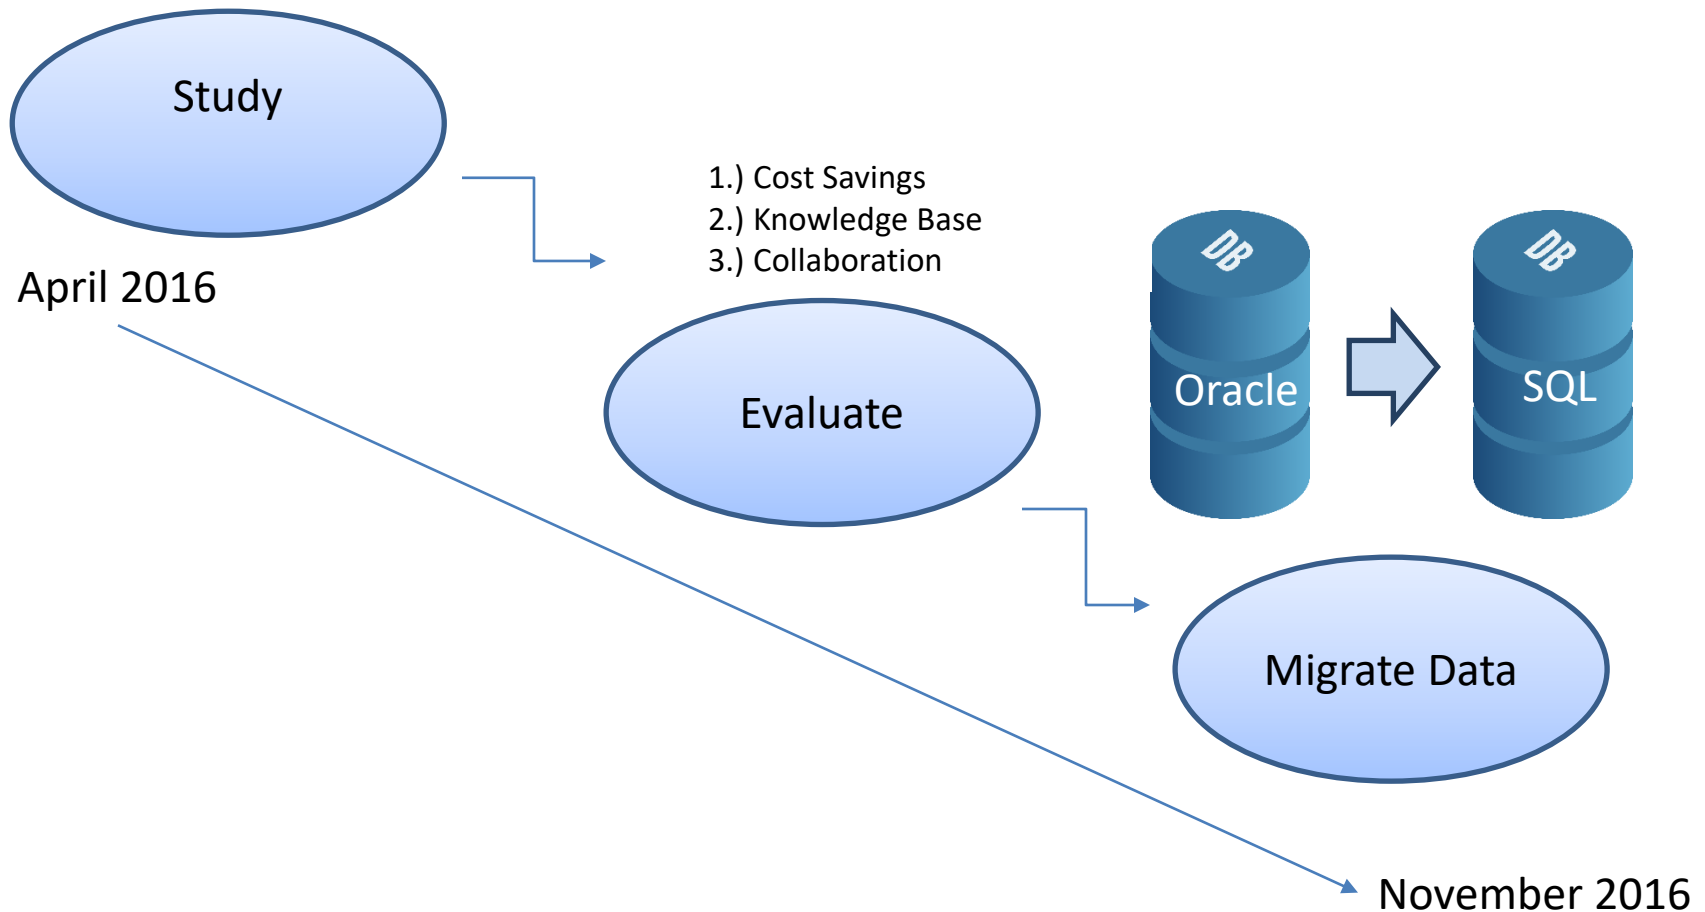 Study
April 2016
1.) Cost Savings
2.) Knowledge Base
3.) Collaboration
Evaluate
DB
Oracle
DB
SQL
Migrate Data
November 2016